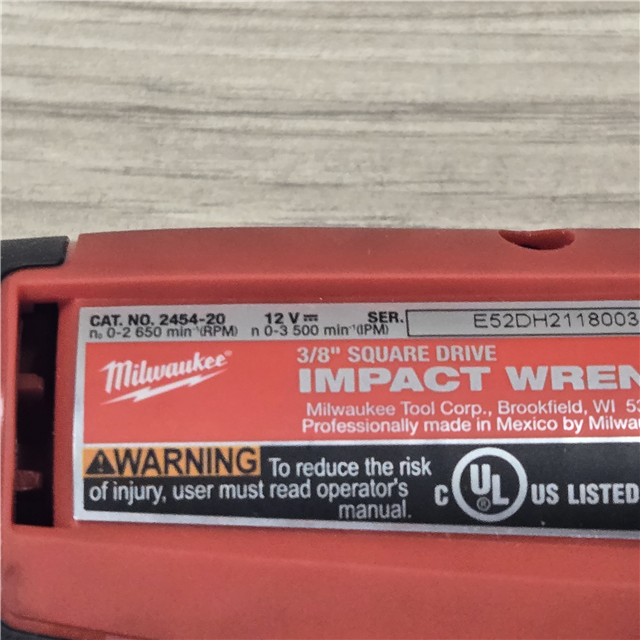 CAT. NO. 2454-20 12 V⎓ SER. E52DH2118003
n₀ 0-2 650 min⁻¹(RPM) n 0-3 500 min⁻¹(IPM)
Milwaukee
3/8" SQUARE DRIVE
IMPACT WREN
Milwaukee Tool Corp., Brookfield, WI 53
Professionally made in Mexico by Milwau
WARNING To reduce the risk
of injury, user must read operator's
manual.
C UL US LISTED